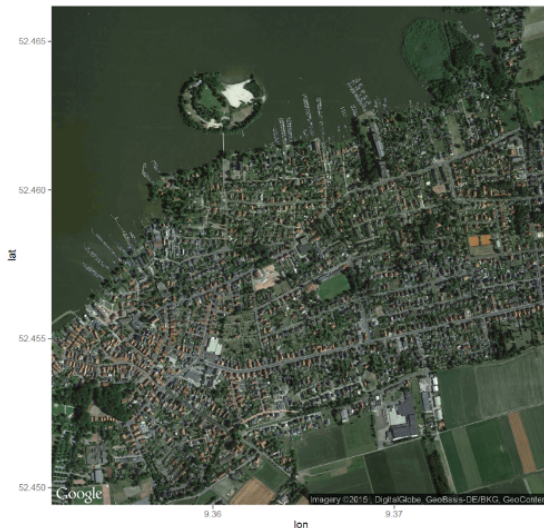 52.465
52.460
lat
52.455
52.450
Google
Imagery ©2015 , DigitalGlobe, GeoBasis-DE/BKG, GeoConten
9.36
9.37
lon